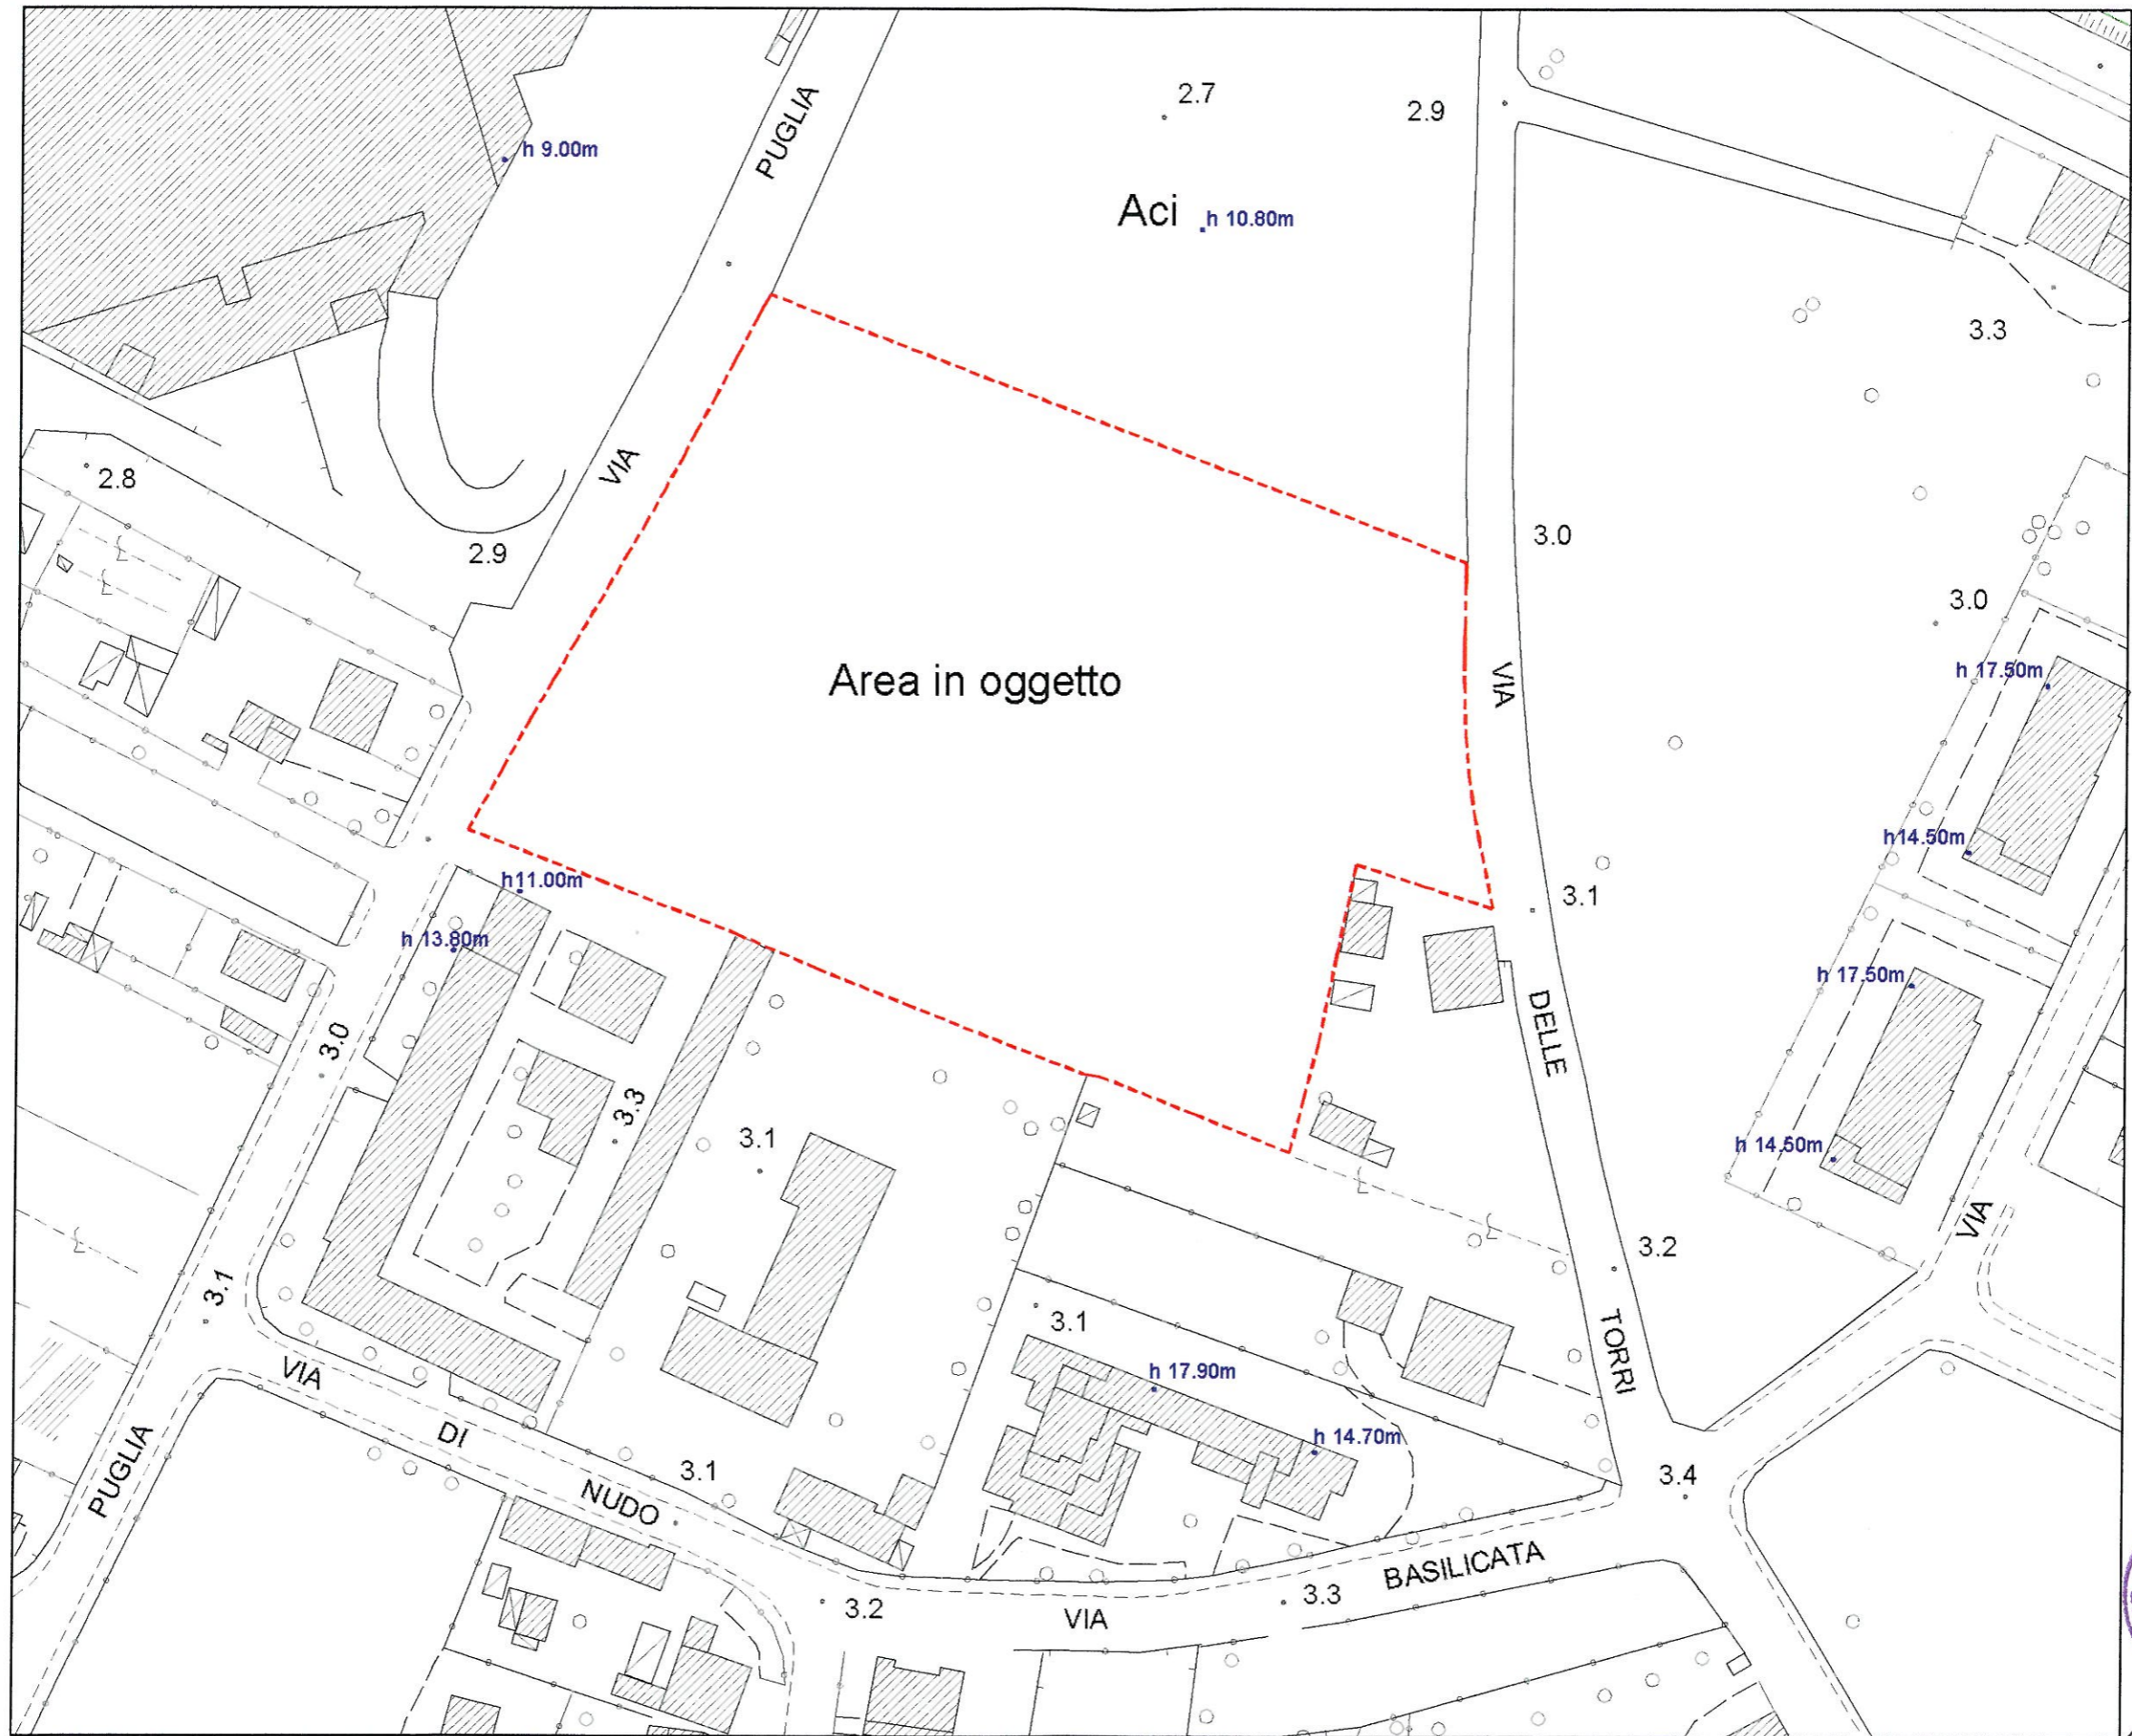 2.7
2.9
PUGLIA
h 9.00m
Aci
h 10.80m
3.3
VIA
2.8
2.9
3.0
3.0
Area in oggetto
VIA
h 17.50m
h14.50m
h11.00m
3.1
h 13.80m
h 17.50m
3.0
DELLE
3.3
3.1
h 14.50m
VIA
3.2
3.1
3.1
TORRI
VIA
h 17.90m
DI
h 14.70m
PUGLIA
3.1
3.4
NUDO
BASILICATA
3.2
VIA
3.3